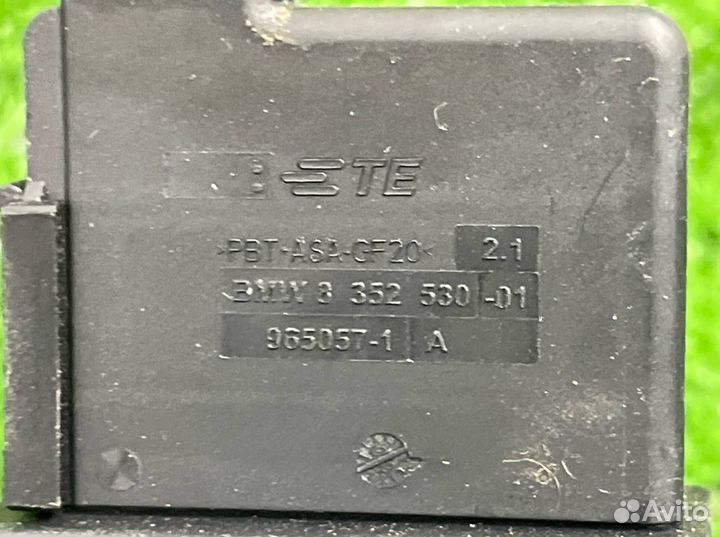 TE
>PBT-ASA-GF20< 2.1
BMW 8 352 530 -01
965057-1 A
Avito